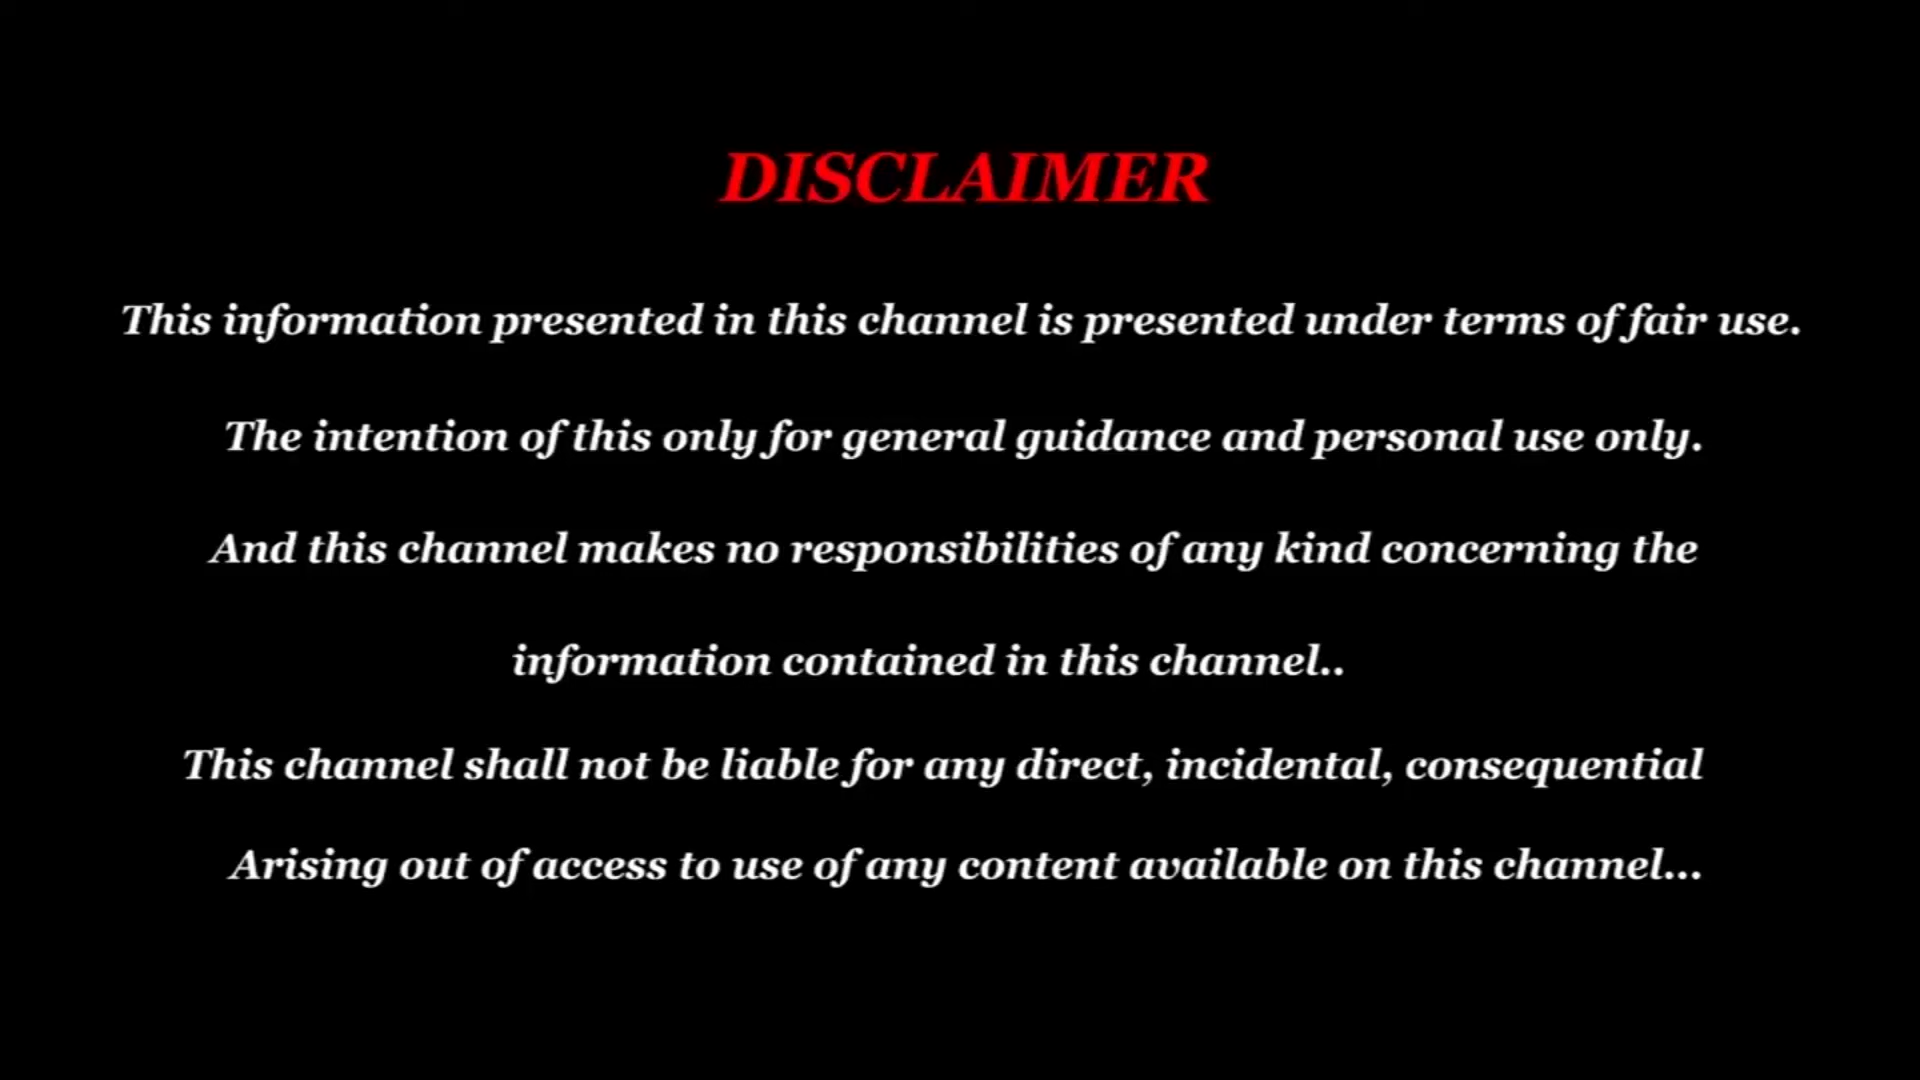 DISCLAIMER
This information presented in this channel is presented under terms of fair use.
The intention of this only for general guidance and personal use only.
And this channel makes no responsibilities of any kind concerning the
information contained in this channel..
This channel shall not be liable for any direct, incidental, consequential
Arising out of access to use of any content available on this channel...